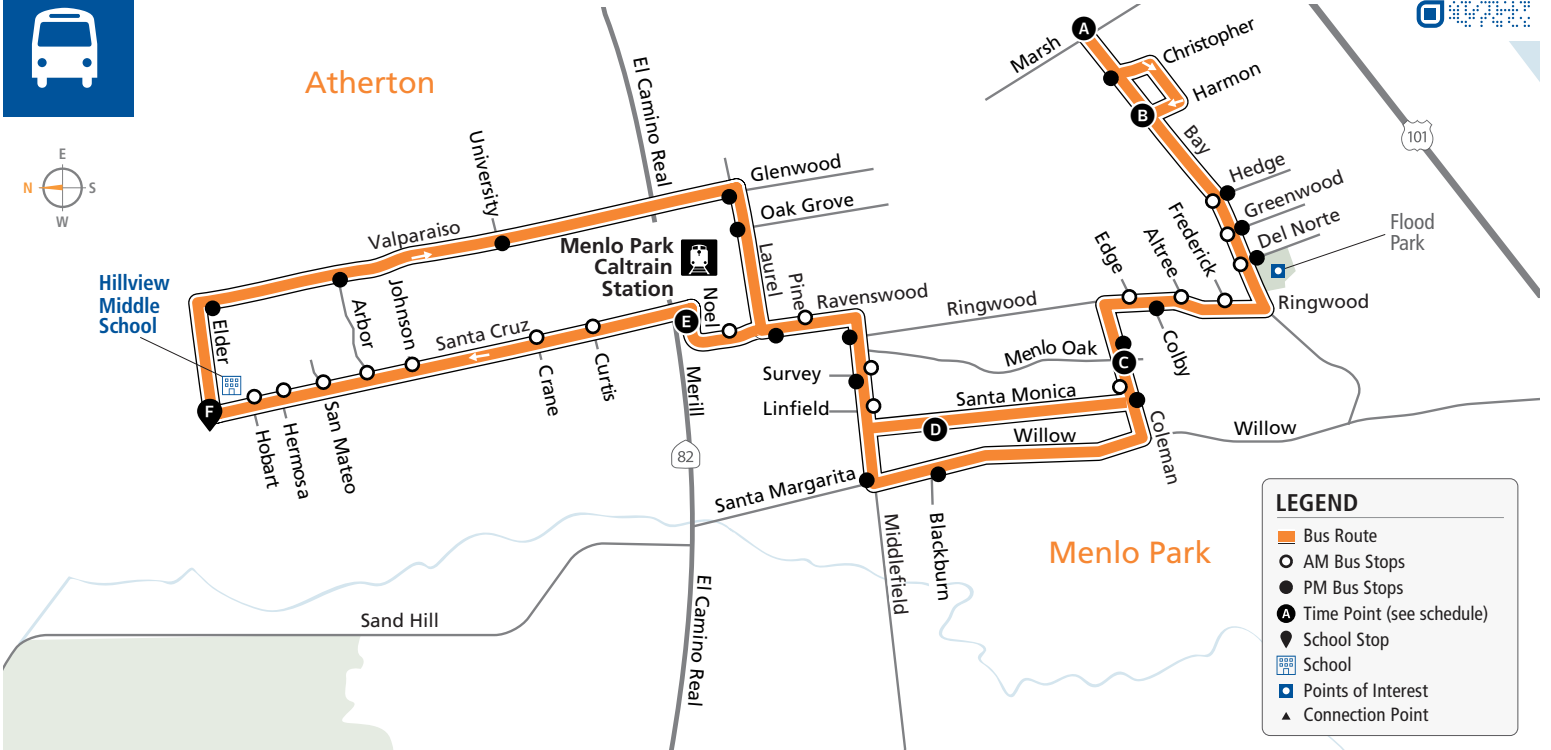 Atherton
Menlo Park
E
N
S
W
El Camino Real
Marsh
A
Christopher
Harmon
B
Bay
101
Hedge
Greenwood
Del Norte
Flood
Park
Frederick
Altree
Edge
Ringwood
Ringwood
Colby
Menlo Oak
C
Coleman
Santa Monica
D
Willow
Willow
University
Valparaiso
Glenwood
Oak Grove
Laurel
Menlo Park
Caltrain
Station
Noel
Pine
Ravenswood
E
Survey
Linfield
Santa Margarita
Middlefield
Blackburn
Merrill
82
El Camino Real
Hillview
Middle
School
Elder
Arbor
Johnson
Santa Cruz
Crane
Curtis
F
Hobart
Hermosa
San Mateo
Sand Hill
LEGEND
Bus Route
AM Bus Stops
PM Bus Stops
A Time Point (see schedule)
School Stop
School
Points of Interest
Connection Point